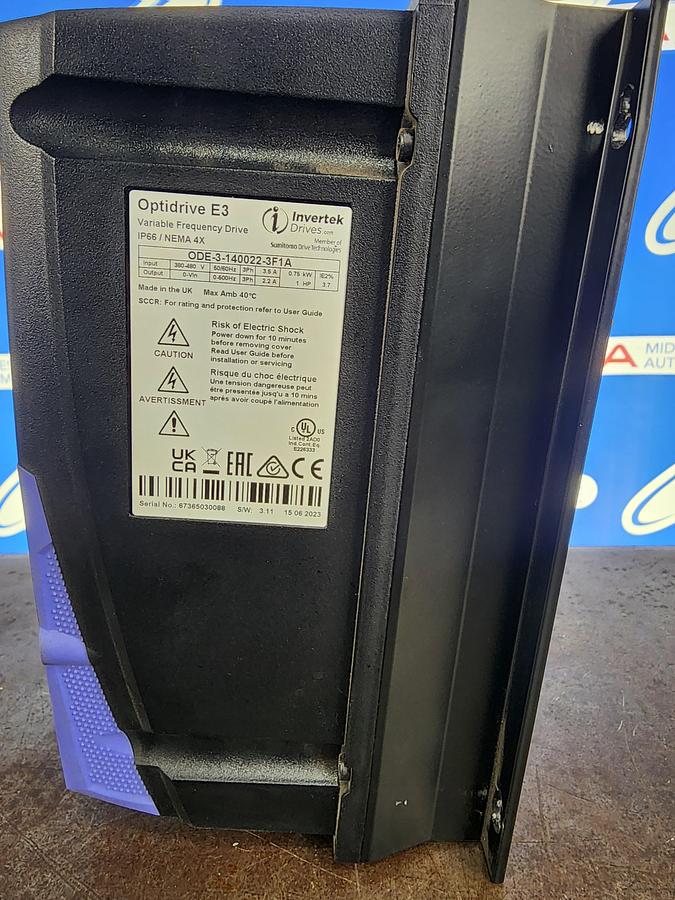 Optidrive E3
Variable Frequency Drive
IP66 / NEMA 4X
i Invertek
Drives.com
Member of
Sumitomo Drive Technologies
ODE-3-140022-3F1A
Input 380-480 V 50/60Hz 3Ph 3.5 A 0.75 kW IE2%
Output 0-Vin 0-500Hz 3Ph 2.2 A 1 HP 3.7
Made in the UK Max Amb 40°C
SCCR: For rating and protection refer to User Guide
CAUTION
Risk of Electric Shock
Power down for 10 minutes
before removing cover
Read User Guide before
installation or servicing
AVERTISSMENT
Risque du choc électrique
Une tension dangereuse peut
être presentée jusqu'a 10 mins
après avoir coupé l'alimentation
C UL US
Listed 2AD0
Ind.Cont.Eq.
E226333
UK
CA
EAC
CE
Serial No.: 67365030088 S/W: 3.11 15 06 2023
A MID
AUT